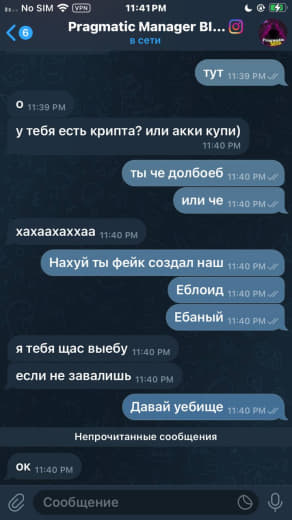 No SIM VPN 11:41PM
6 Pragmatic Manager Bl...
в сети
тут 11:39 PM
о 11:39 PM
у тебя есть крипта? или акки купи)
11:40 PM
ты че долбоеб 11:40 PM
или че 11:40 PM
хахаахаххаа 11:40 PM
Нахуй ты фейк создал наш 11:40 PM
Еблоид 11:40 PM
Ебаный 11:40 PM
я тебя щас выебу 11:40 PM
если не завалишь 11:40 PM
Давай уебище 11:40 PM
Непрочитанные сообщения
ок 11:40 PM
Сообщение